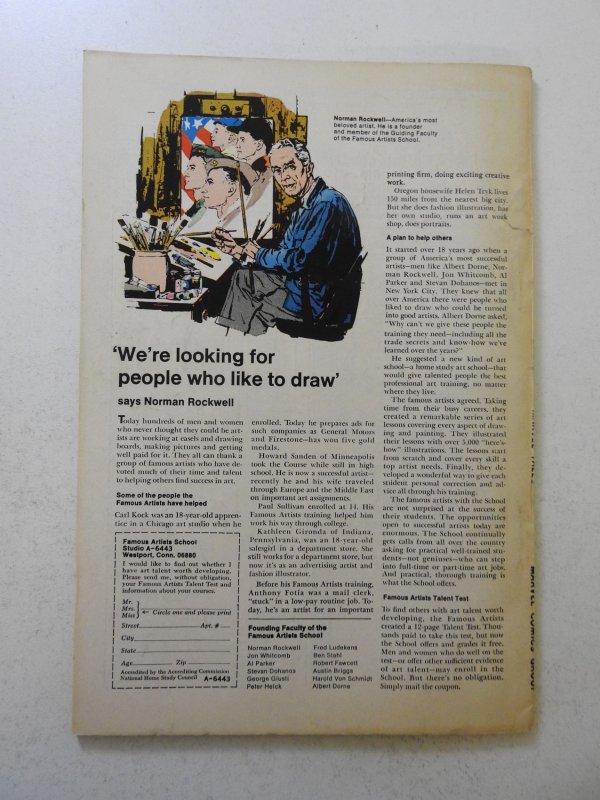 Norman Rockwell—America's most
beloved artist. He is a founder
and member of the Guiding Faculty
of the Famous Artists School.
'We're looking for
people who like to draw'
says Norman Rockwell
Today hundreds of men and women
who never thought they could be art-
ists are working at easels and drawing
boards, making pictures and getting
well paid for it. They all can thank a
group of famous artists who have de-
voted much of their time and talent
to helping others find success in art.
Some of the people the
Famous Artists have helped
Carl Kock was an 18-year-old appren-
tice in a Chicago art studio when he
Famous Artists School
Studio A-6443
Westport, Conn. 06880
I would like to find out whether I
have art talent worth developing.
Please send me, without obligation,
your Famous Artists Talent Test and
information about your courses.
Mr.
Mrs.
Miss
Circle one and please print
Street Apt. #
City
State
Age Zip
Accredited by the Accrediting Commission
National Home Study Council A-6443
enrolled. Today he prepares ads for
such companies as General Motors
and Firestone—has won five gold
medals.
Howard Sanden of Minneapolis
took the Course while still in high
school. He is now a successful artist—
recently he and his wife traveled
through Europe and the Middle East
on important art assignments.
Paul Sullivan enrolled at 14. His
Famous Artists training helped him
work his way through college.
Kathleen Gironda of Indiana,
Pennsylvania, was an 18-year-old
salesgirl in a department store. She
still works for a department store, but
now it's as an advertising artist and
fashion illustrator.
Before his Famous Artists training,
Anthony Fotia was a mail clerk,
"stuck" in a low-pay routine job. To-
day, he's an artist for an important
Founding Faculty of the
Famous Artists School
Norman Rockwell
Jon Whitcomb
Al Parker
Stevan Dohanos
George Giusti
Peter Helck
Fred Ludekens
Ben Stahl
Robert Fawcett
Austin Briggs
Harold Von Schmidt
Albert Dorne
printing firm, doing exciting creative
work.
Oregon housewife Helen Tryk lives
150 miles from the nearest big city.
But she does fashion illustration, has
her own studio, runs an art work
shop, does portraits.
A plan to help others
It started over 18 years ago when a
group of America's most successful
artists—men like Albert Dorne, Nor-
man Rockwell, Jon Whitcomb, Al
Parker and Stevan Dohanos—met in
New York City. They knew that all
over America there were people who
liked to draw who could be turned
into good artists. Albert Dorne asked,
"Why can't we give these people the
training they need—including all the
trade secrets and know-how we've
learned over the years?"
He suggested a new kind of art
school—a home study art school—that
would give talented people the best
professional art training, no matter
where they live.
The famous artists agreed. Taking
time from their busy careers, they
created a remarkable series of art
lessons covering every aspect of draw-
ing and painting. They illustrated
their lessons with over 5,000 "here's-
how" illustrations. The lessons start
from scratch and cover every skill a
top artist needs. Finally, they de-
veloped a wonderful way to give each
student personal correction and ad-
vice all through his training.
The famous artists with the School
are not surprised at the success of
their students. The opportunities
open to successful artists today are
enormous. The School continually
gets calls from all over the country
asking for practical well-trained stu-
dents—not geniuses—who can step
into full-time or part-time art jobs.
And practical, thorough training is
what the School offers.
Famous Artists Talent Test
To find others with art talent worth
developing, the Famous Artists
created a 12-page Talent Test. Thou-
sands paid to take this test, but now
the School offers and grades it free.
Men and women who do well on the
test—or offer other sufficient evidence
of art talent—may enroll in the
School. But there's no obligation.
Simply mail the coupon.
MARVEL COMICS GROUP